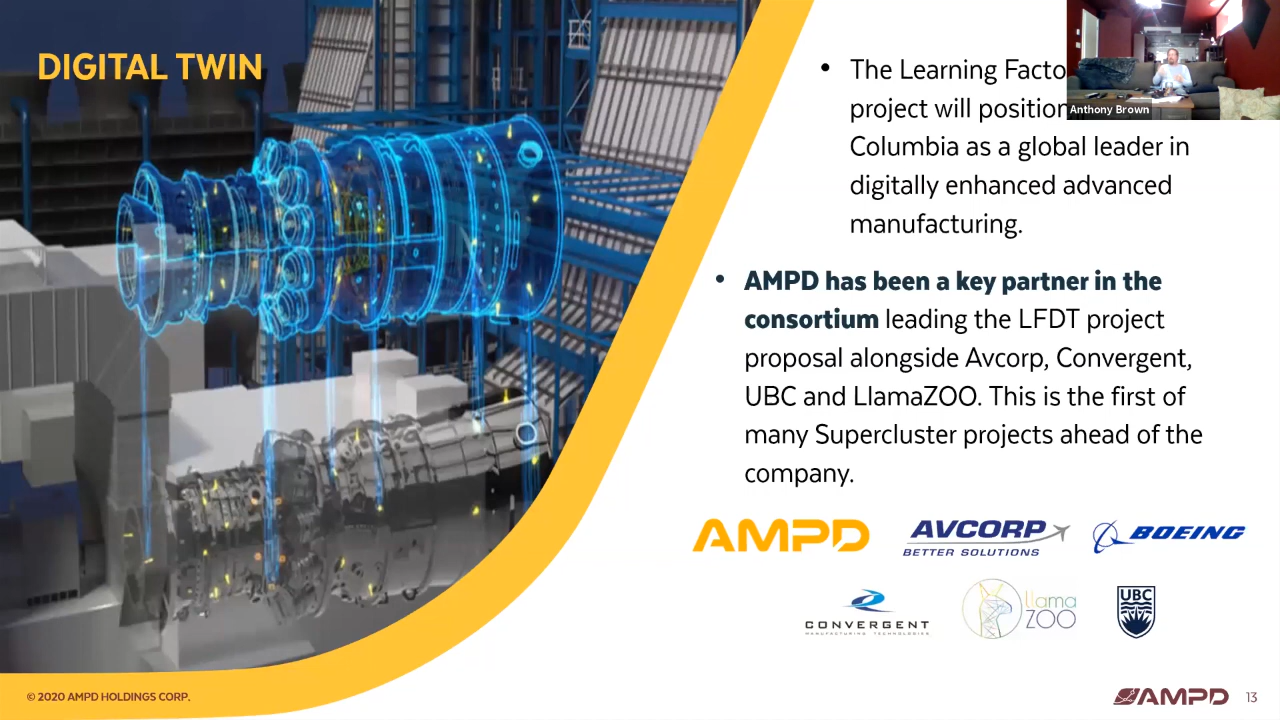 DIGITAL TWIN
The Learning Facto
project will position
Columbia as a global leader in
digitally enhanced advanced
manufacturing.
Anthony Brown
AMPD has been a key partner in the
consortium leading the LFDT project
proposal alongside Avcorp, Convergent,
UBC and LlamaZOO. This is the first of
many Supercluster projects ahead of the
company.
AMPD
AVCORP
BETTER SOLUTIONS
BOEING
CONVERGENT
MANUFACTURING TECHNOLOGIES
llama
ZOO
UBC
© 2020 AMPD HOLDINGS CORP.
AMPD
13